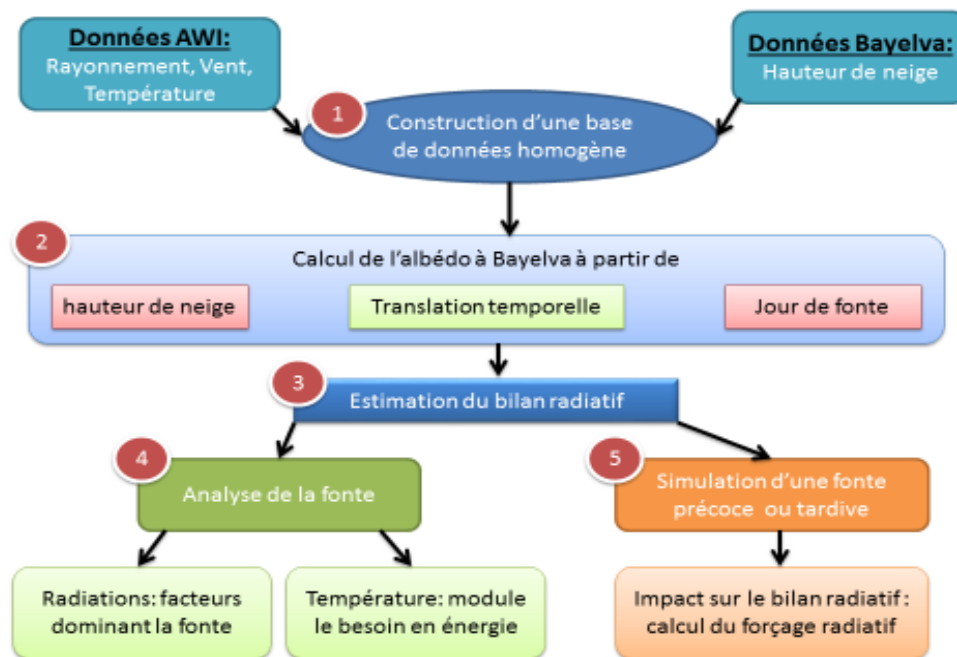 Données AWI:
Rayonnement, Vent,
Température
Données Bayelva:
Hauteur de neige
1
Construction d'une base
de données homogène
2
Calcul de l'albédo à Bayelva à partir de
hauteur de neige
Translation temporelle
Jour de fonte
3
Estimation du bilan radiatif
4
Analyse de la fonte
5
Simulation d'une fonte
précoce ou tardive
Radiations: facteurs
dominant la fonte
Température: module
le besoin en énergie
Impact sur le bilan radiatif :
calcul du forçage radiatif